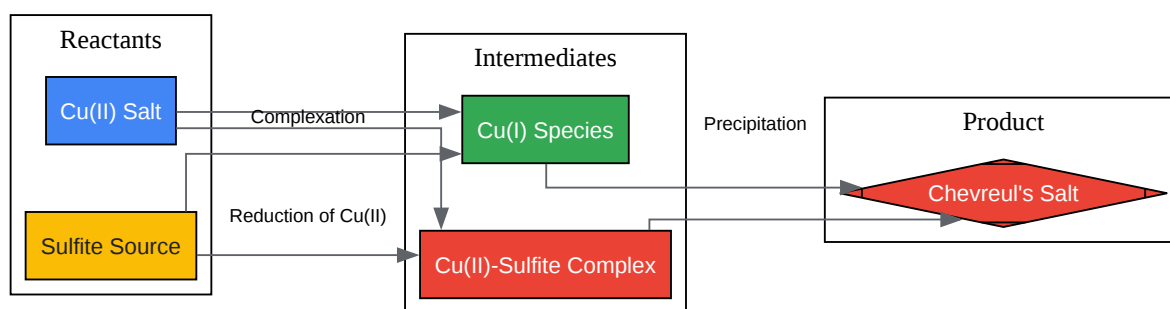 Reactants
Cu(II) Salt
Sulfite Source
Complexation
Reduction of Cu(II)
Intermediates
Cu(I) Species
Cu(II)-Sulfite Complex
Precipitation
Product
Chevreul's Salt